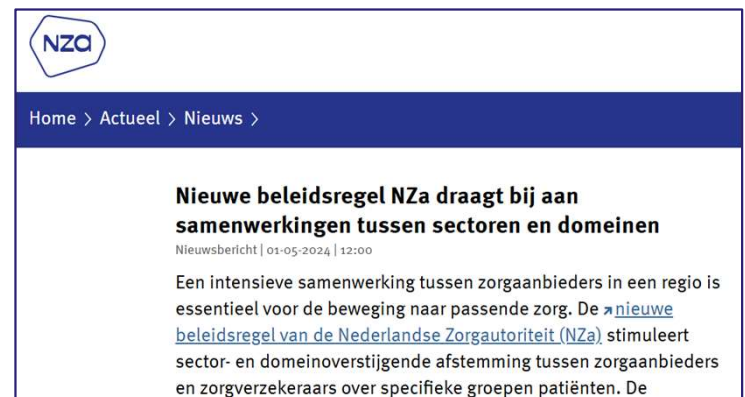 NZa
Home > Actueel > Nieuws >
Nieuwe beleidsregel NZa draagt bij aan
samenwerkingen tussen sectoren en domeinen
Nieuwsbericht | 01-05-2024 | 12:00
Een intensieve samenwerking tussen zorgaanbieders in een regio is
essentieel voor de beweging naar passende zorg. De ↗nieuwe
beleidsregel van de Nederlandse Zorgautoriteit (NZa) stimuleert
sector- en domeinoverstijgende afstemming tussen zorgaanbieders
en zorgverzekeraars over specifieke groepen patiënten. De